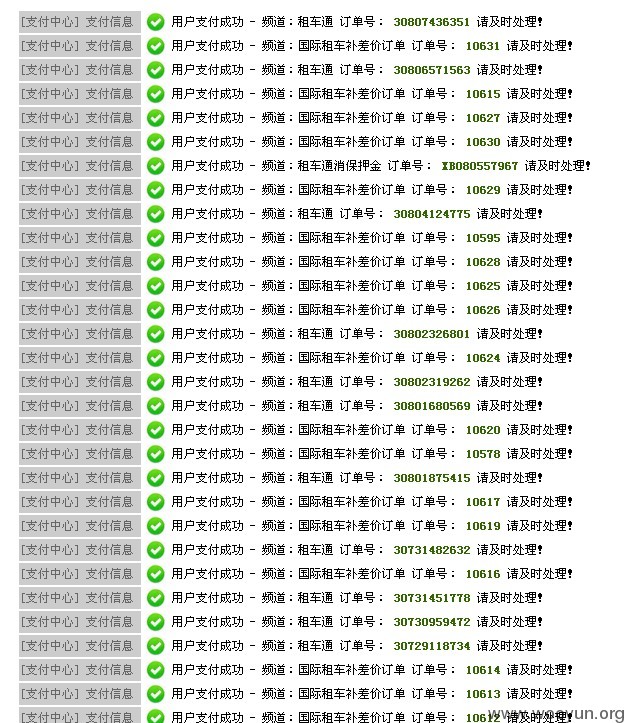 [支付中心] 支付信息 用户支付成功 - 频道：租车通 订单号： 30807436351 请及时处理！
[支付中心] 支付信息 用户支付成功 - 频道：国际租车补差价订单 订单号： 10631 请及时处理！
[支付中心] 支付信息 用户支付成功 - 频道：租车通 订单号： 30806571563 请及时处理！
[支付中心] 支付信息 用户支付成功 - 频道：国际租车补差价订单 订单号： 10615 请及时处理！
[支付中心] 支付信息 用户支付成功 - 频道：国际租车补差价订单 订单号： 10627 请及时处理！
[支付中心] 支付信息 用户支付成功 - 频道：国际租车补差价订单 订单号： 10630 请及时处理！
[支付中心] 支付信息 用户支付成功 - 频道：租车通消保押金 订单号： XB080557967 请及时处理！
[支付中心] 支付信息 用户支付成功 - 频道：国际租车补差价订单 订单号： 10629 请及时处理！
[支付中心] 支付信息 用户支付成功 - 频道：租车通 订单号： 30804124775 请及时处理！
[支付中心] 支付信息 用户支付成功 - 频道：国际租车补差价订单 订单号： 10595 请及时处理！
[支付中心] 支付信息 用户支付成功 - 频道：国际租车补差价订单 订单号： 10628 请及时处理！
[支付中心] 支付信息 用户支付成功 - 频道：国际租车补差价订单 订单号： 10625 请及时处理！
[支付中心] 支付信息 用户支付成功 - 频道：国际租车补差价订单 订单号： 10626 请及时处理！
[支付中心] 支付信息 用户支付成功 - 频道：租车通 订单号： 30802326801 请及时处理！
[支付中心] 支付信息 用户支付成功 - 频道：国际租车补差价订单 订单号： 10624 请及时处理！
[支付中心] 支付信息 用户支付成功 - 频道：租车通 订单号： 30802319262 请及时处理！
[支付中心] 支付信息 用户支付成功 - 频道：租车通 订单号： 30801680569 请及时处理！
[支付中心] 支付信息 用户支付成功 - 频道：国际租车补差价订单 订单号： 10620 请及时处理！
[支付中心] 支付信息 用户支付成功 - 频道：国际租车补差价订单 订单号： 10578 请及时处理！
[支付中心] 支付信息 用户支付成功 - 频道：租车通 订单号： 30801875415 请及时处理！
[支付中心] 支付信息 用户支付成功 - 频道：国际租车补差价订单 订单号： 10617 请及时处理！
[支付中心] 支付信息 用户支付成功 - 频道：国际租车补差价订单 订单号： 10619 请及时处理！
[支付中心] 支付信息 用户支付成功 - 频道：租车通 订单号： 30731482632 请及时处理！
[支付中心] 支付信息 用户支付成功 - 频道：国际租车补差价订单 订单号： 10616 请及时处理！
[支付中心] 支付信息 用户支付成功 - 频道：租车通 订单号： 30731451778 请及时处理！
[支付中心] 支付信息 用户支付成功 - 频道：租车通 订单号： 30730959472 请及时处理！
[支付中心] 支付信息 用户支付成功 - 频道：租车通 订单号： 30729118734 请及时处理！
[支付中心] 支付信息 用户支付成功 - 频道：国际租车补差价订单 订单号： 10614 请及时处理！
[支付中心] 支付信息 用户支付成功 - 频道：国际租车补差价订单 订单号： 10613 请及时处理！
[支付中心] 支付信息 用户支付成功 - 频道：国际租车补差价订单 订单号： 10612 请及时处理！
www.wooyun.org